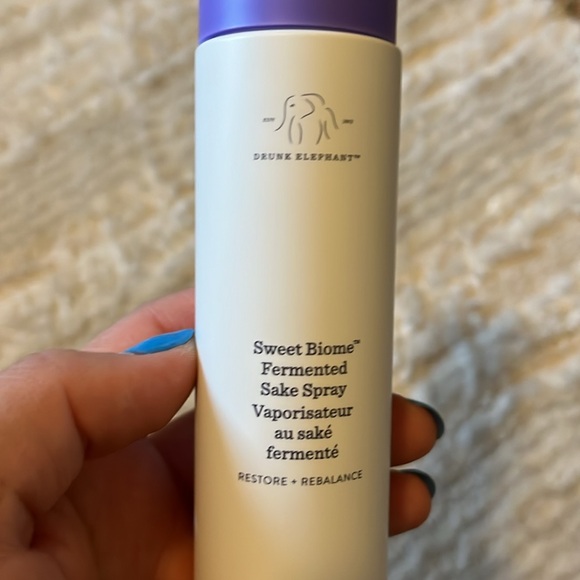 DRUNK ELEPHANT™
Sweet Biome™
Fermented
Sake Spray
Vaporisateur
au saké
fermenté
RESTORE + REBALANCE